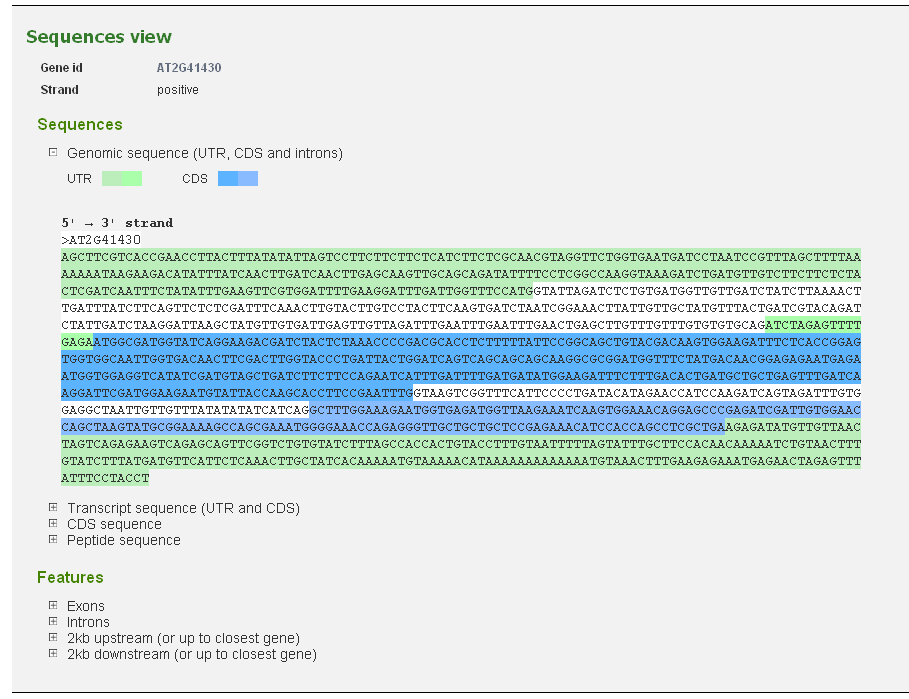 Sequences view
Gene id AT2G41430
Strand positive
Sequences
Genomic sequence (UTR, CDS and introns)
UTR CDS
5' → 3' strand
>AT2G41430
AGCTTCGTCACCGAACCTTACTTTATATATTAGTCCTTCTTCTTCTCATCTTCTCGCAACGTAGGTTCTGGTGAATGATCCTAATCCGTTTAGCTTTTAA
AAAAATAAGAAGACATATTTATCAACTTGATCAACTTGAGCAAGTTGCAGCAGATATTTTCCTCGGCCAAGGTAAAGATCTGATGTTGTCTTCTTCTCTA
CTCGATCAATTTCTATATTTGAAGTTCGTGGATTTTGAAGGATTTGATTGGTTTCCATGGTATTAGATCTCTGTGATGGTTGTTGATCTATCTTAAAACT
TGATTTATCTTCAGTTCTCTCGATTTCAAACTTGTACTTGTCCTACTTCAAGTGATCTAATCGGAAACTTATTGTTGCTATGTTTACTGATCGTACAGAT
CTATTGATCTAAGGATTAAGCTATGTTGTGATTGAGTTGTTAGATTTGAATTTGAATTTGAACTGAGCTTGTTTGTTTGTGTGTGCAGATCTAGAGTTTT
GAGAATGGCGATGGTATCAGGAAGACGATCTACTCTAAACCCCGACGCACCTCTTTTTATTCCGGCAGCTGTACGACAAGTGGAAGATTTCTCACCGGAG
TGGTGGCAATTGGTGACAACTTCGACTTGGTACCCTGATTACTGGATCAGTCAGCAGCAGCAAGGCGCGGATGGTTTCTATGACAACGGAGAGAATGAGA
ATGGTGGAGGTCATATCGATGTAGCTGATCTTCTTCCAGAATCATTTGATTTTGATGATATGGAAGATTTCTTTGACACTGATGCTGCTGAGTTTGATCA
AGGATTCGATGGAAGAATGTATTACCAAGCACCTTCCGAATTTGGTAAGTCGGTTTCATTCCCCTGATACATAGAACCATCCAAGATCAGTAGATTTGTG
GAGGCTAATTGTTGTTTATATATATCATCAGGCTTTGGAAAGAATGGTGAGATGGTTAAGAAATCAAGTGGAAACAGGAGCCCGAGATCGATTGTGGAAC
CAGCTAAGTATGCGGAAAAGCCAGCGAAATGGGGAAACCAGAGGGTTGCTGCTGCTCCGAGAAACATCCACCAGCCTCGCTGAAGAGATATGTTGTTAAC
TAGTCAGAGAAGTCAGAGCAGTTCGGTCTGTGTATCTTTAGCCACCACTGTACCTTTGTAATTTTTAGTATTTGCTTCCACAACAAAAATCTGTAACTTT
GTATCTTTATGATGTTCATTCTCAAACTTGCTATCACAAAAATGTAAAAACATAAAAAAAAAAAAATGTAAACTTTGAAGAGAAATGAGAACTAGAGTTT
ATTTCCTACCT
Transcript sequence (UTR and CDS)
CDS sequence
Peptide sequence
Features
Exons
Introns
2kb upstream (or up to closest gene)
2kb downstream (or up to closest gene)